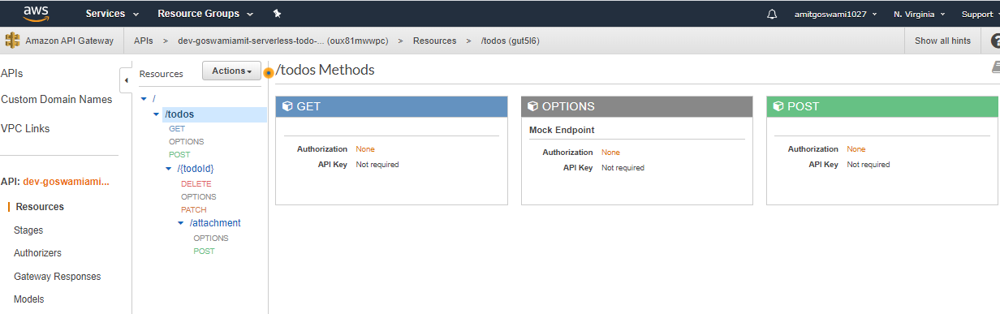 aws Services Resource Groups amitgoswami1027 N. Virginia Support
Amazon API Gateway APIs > dev-goswamiamit-serverless-todo-... (oux81mwwpc) > Resources > /todos (gut5l6) Show all hints ?
APIs
Custom Domain Names
VPC Links
API: dev-goswamiami...
Resources
Stages
Authorizers
Gateway Responses
Models
Resources Actions
/
/todos
GET
OPTIONS
POST
/{todoId}
DELETE
OPTIONS
PATCH
/attachment
OPTIONS
POST
/todos Methods
GET
Authorization None
API Key Not required
OPTIONS
Mock Endpoint
Authorization None
API Key Not required
POST
Authorization None
API Key Not required